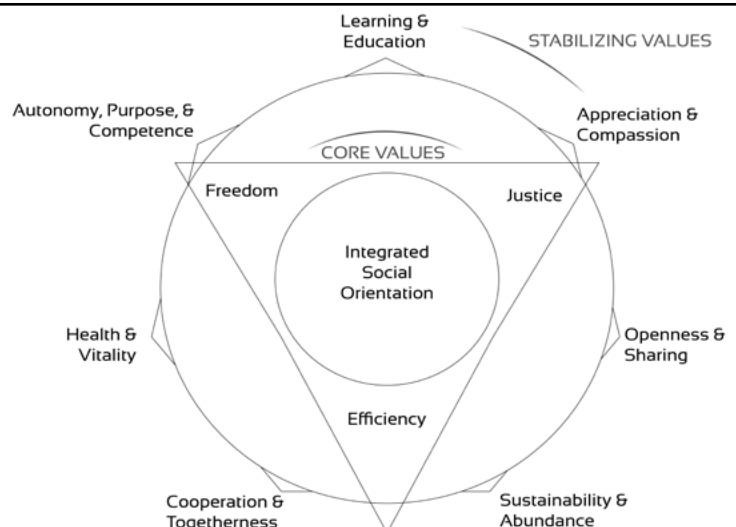 Learning &
Education
STABILIZING VALUES
Autonomy, Purpose, &
Competence
Appreciation &
Compassion
CORE VALUES
Freedom
Justice
Integrated
Social
Orientation
Health &
Vitality
Openness &
Sharing
Efficiency
Cooperation &
Togetherness
Sustainability &
Abundance